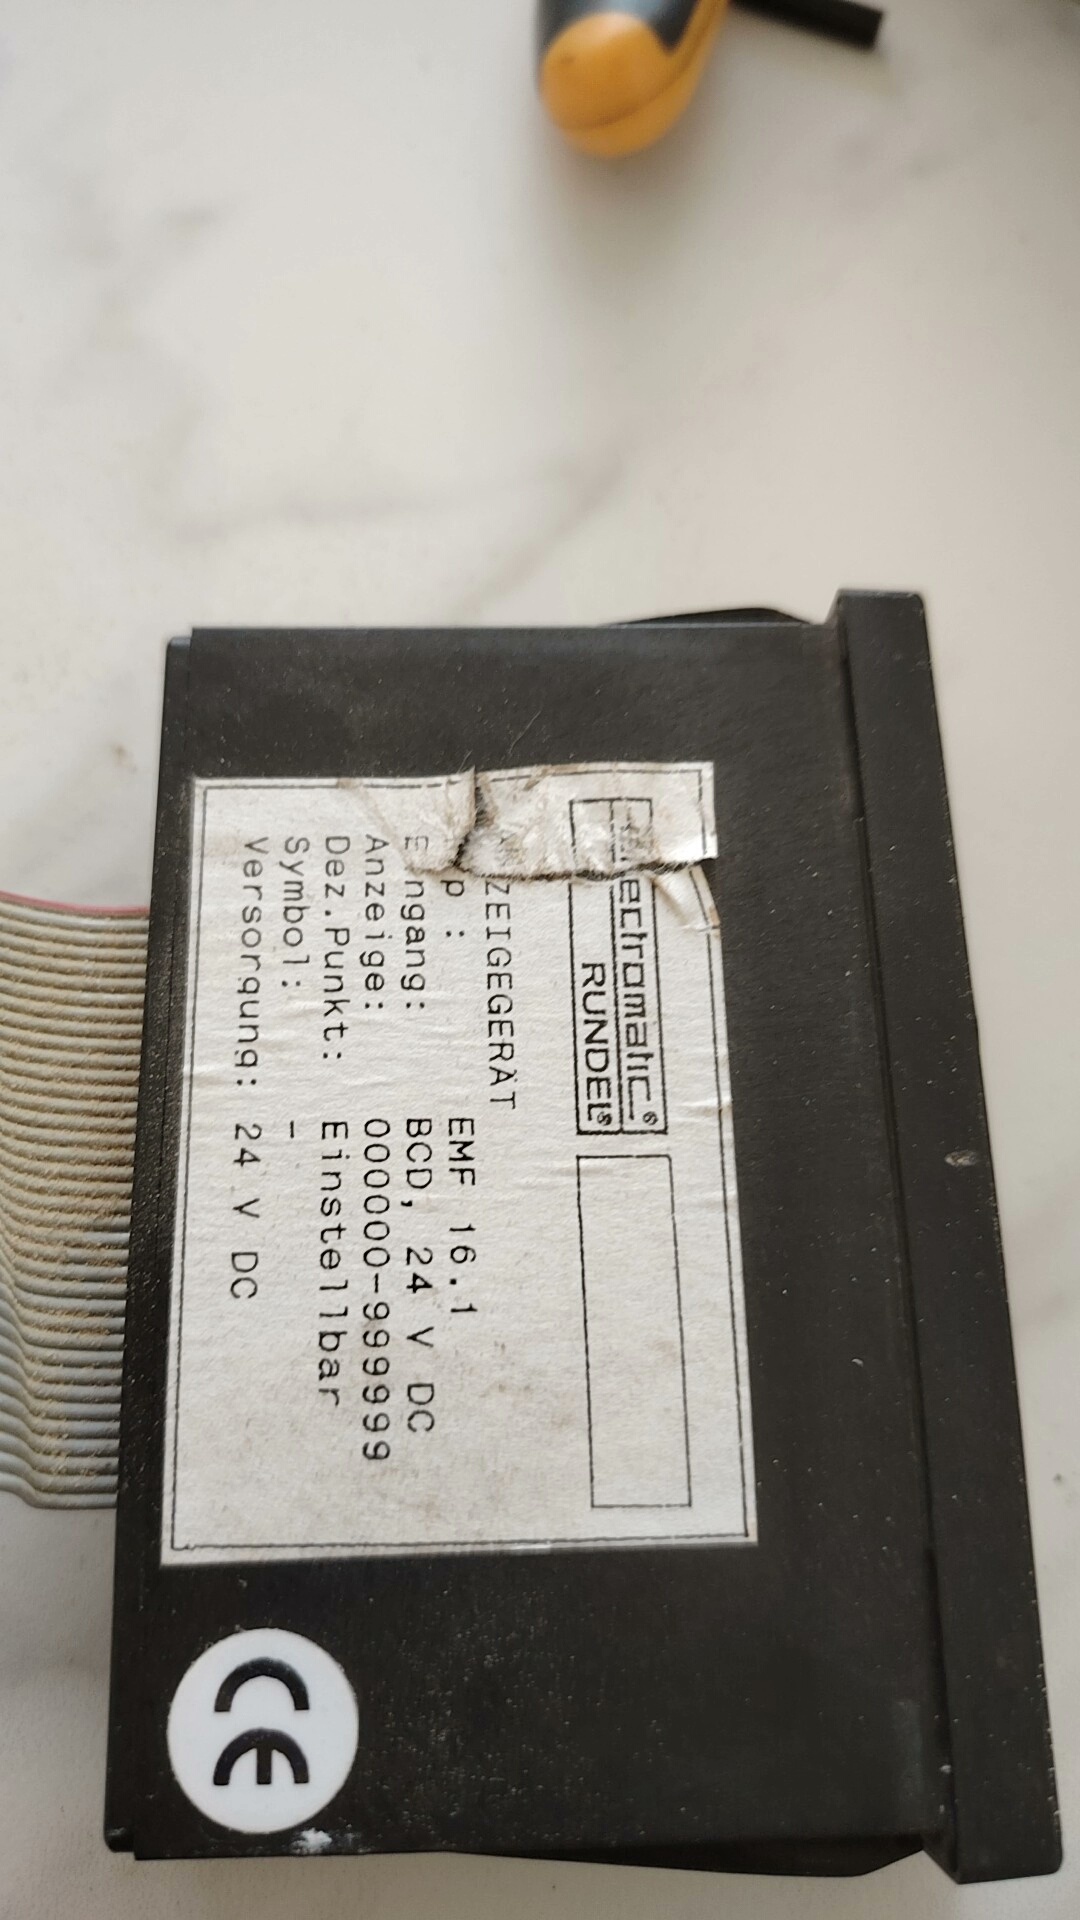 electromatic®
RUNDEL®
ZEIGEGERÄT
p : EMF 16.1
E ngang: BCD, 24 V DC
Anzeige: 000000-999999
Dez.Punkt: Einstellbar
Symbol: -
Versorgung: 24 V DC
CE